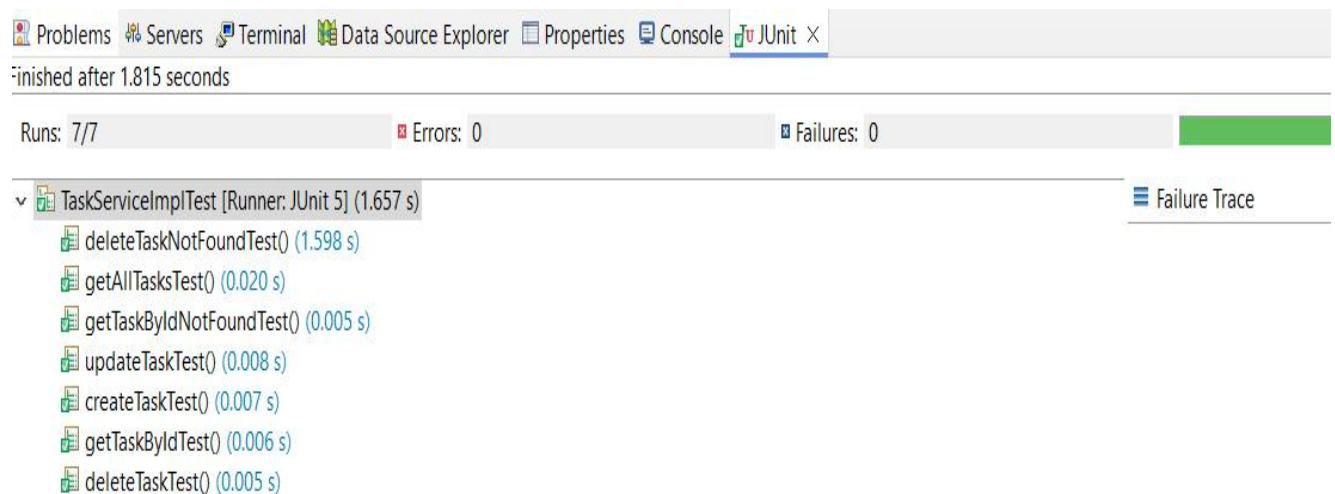 Problems Servers Terminal Data Source Explorer Properties Console JUnit
Finished after 1.815 seconds
Runs: 7/7 Errors: 0 Failures: 0
TaskServiceImplTest [Runner: JUnit 5] (1.657 s) Failure Trace
deleteTaskNotFoundTest() (1.598 s)
getAllTasksTest() (0.020 s)
getTaskByIdNotFoundTest() (0.005 s)
updateTaskTest() (0.008 s)
createTaskTest() (0.007 s)
getTaskByIdTest() (0.006 s)
deleteTaskTest() (0.005 s)